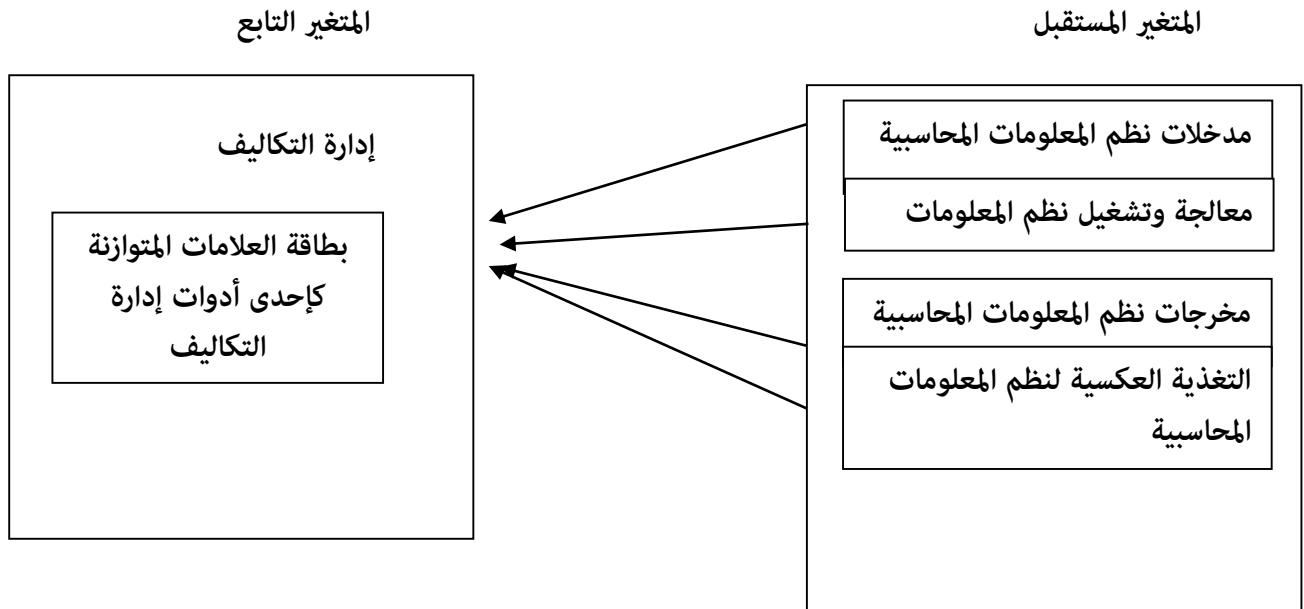 المتغير المستقبل
المتغير التابع
مدخلات نظم المعلومات المحاسبية
معالجة وتشغيل نظم المعلومات
مخرجات نظم المعلومات المحاسبية
التغذية العكسية لنظم المعلومات
المحاسبية
إدارة التكاليف
بطاقة العلامات المتوازنة
كإحدى أدوات إدارة
التكاليف